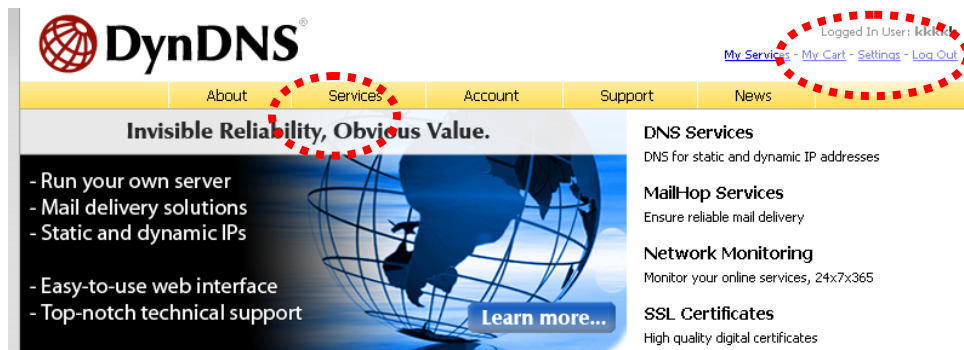 DynDNS®
Logged In User: kkkkk
My Services - My Cart - Settings - Log Out
About Services Account Support News
Invisible Reliability, Obvious Value.
- Run your own server
- Mail delivery solutions
- Static and dynamic IPs
- Easy-to-use web interface
- Top-notch technical support
Learn more...
DNS Services
DNS for static and dynamic IP addresses
MailHop Services
Ensure reliable mail delivery
Network Monitoring
Monitor your online services, 24x7x365
SSL Certificates
High quality digital certificates